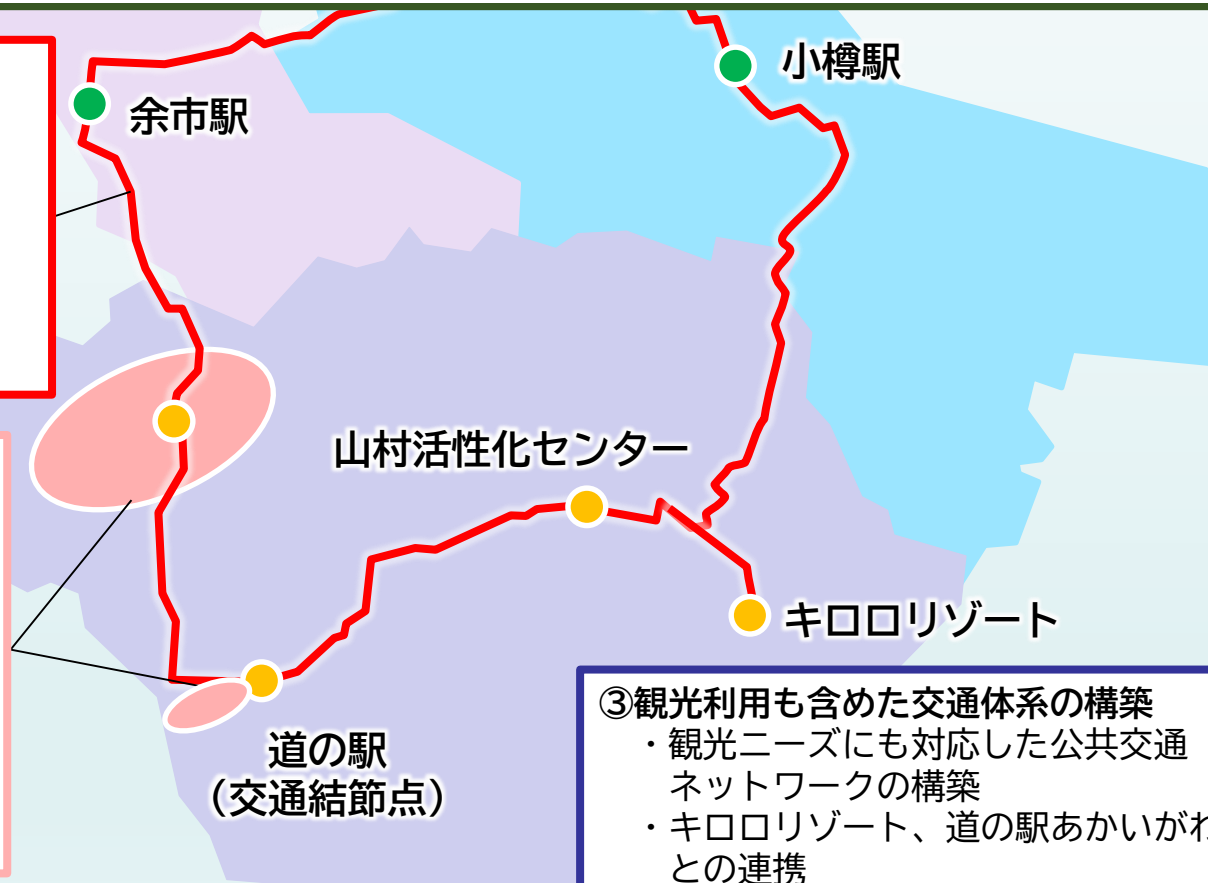 小樽駅
余市駅
山村活性化センター
キロロリゾート
道の駅
（交通結節点）
③観光利用も含めた交通体系の構築
・観光ニーズにも対応した公共交通
ネットワークの構築
・キロロリゾート、道の駅あかいがわ
との連携